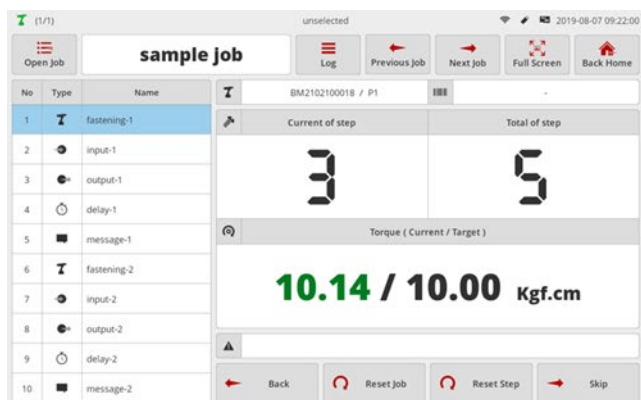 (1/1) unselected 2019-08-07 09:22:00
Open Job sample job Log Previous Job Next Job Full Screen Back Home
No Type Name BM2102100018 / P1 -
1 fastening-1 Current of step Total of step
2 input-1
3 output-1 3 5
4 delay-1
5 message-1 Torque ( Current / Target )
6 fastening-2
7 input-2 10.14 / 10.00 Kgf.cm
8 output-2
9 delay-2
10 message-2 Back Reset Job Reset Step Skip